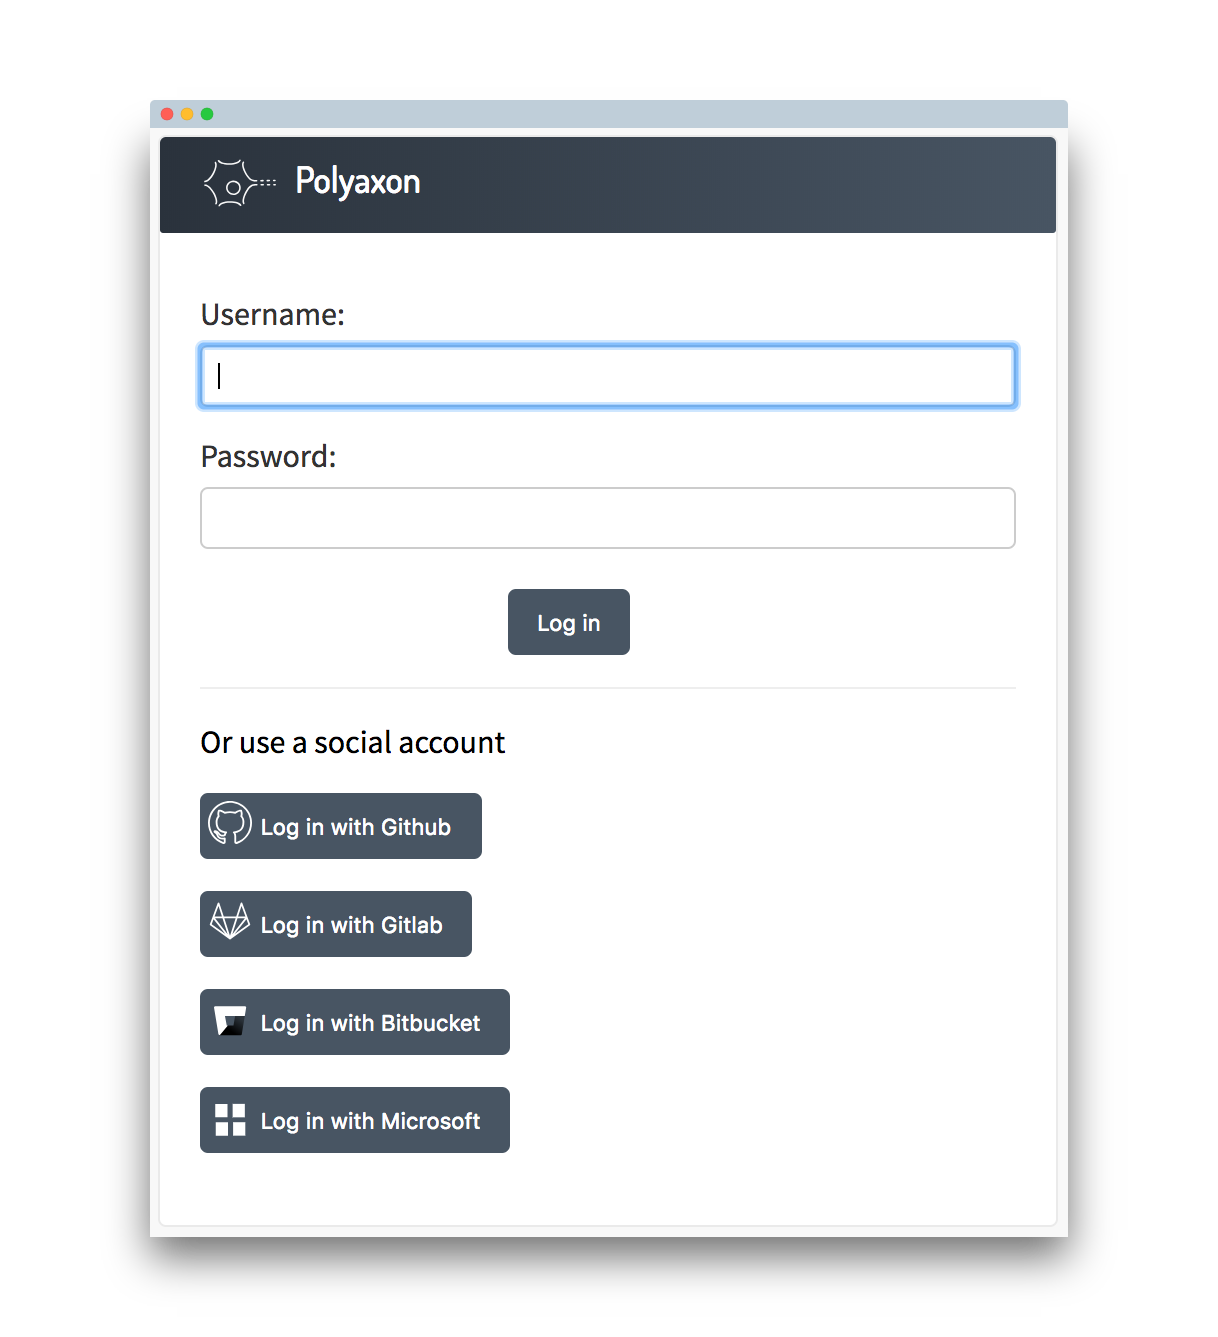 Polyaxon
Username:
Password:
Log in
Or use a social account
Log in with Github
Log in with Gitlab
Log in with Bitbucket
Log in with Microsoft